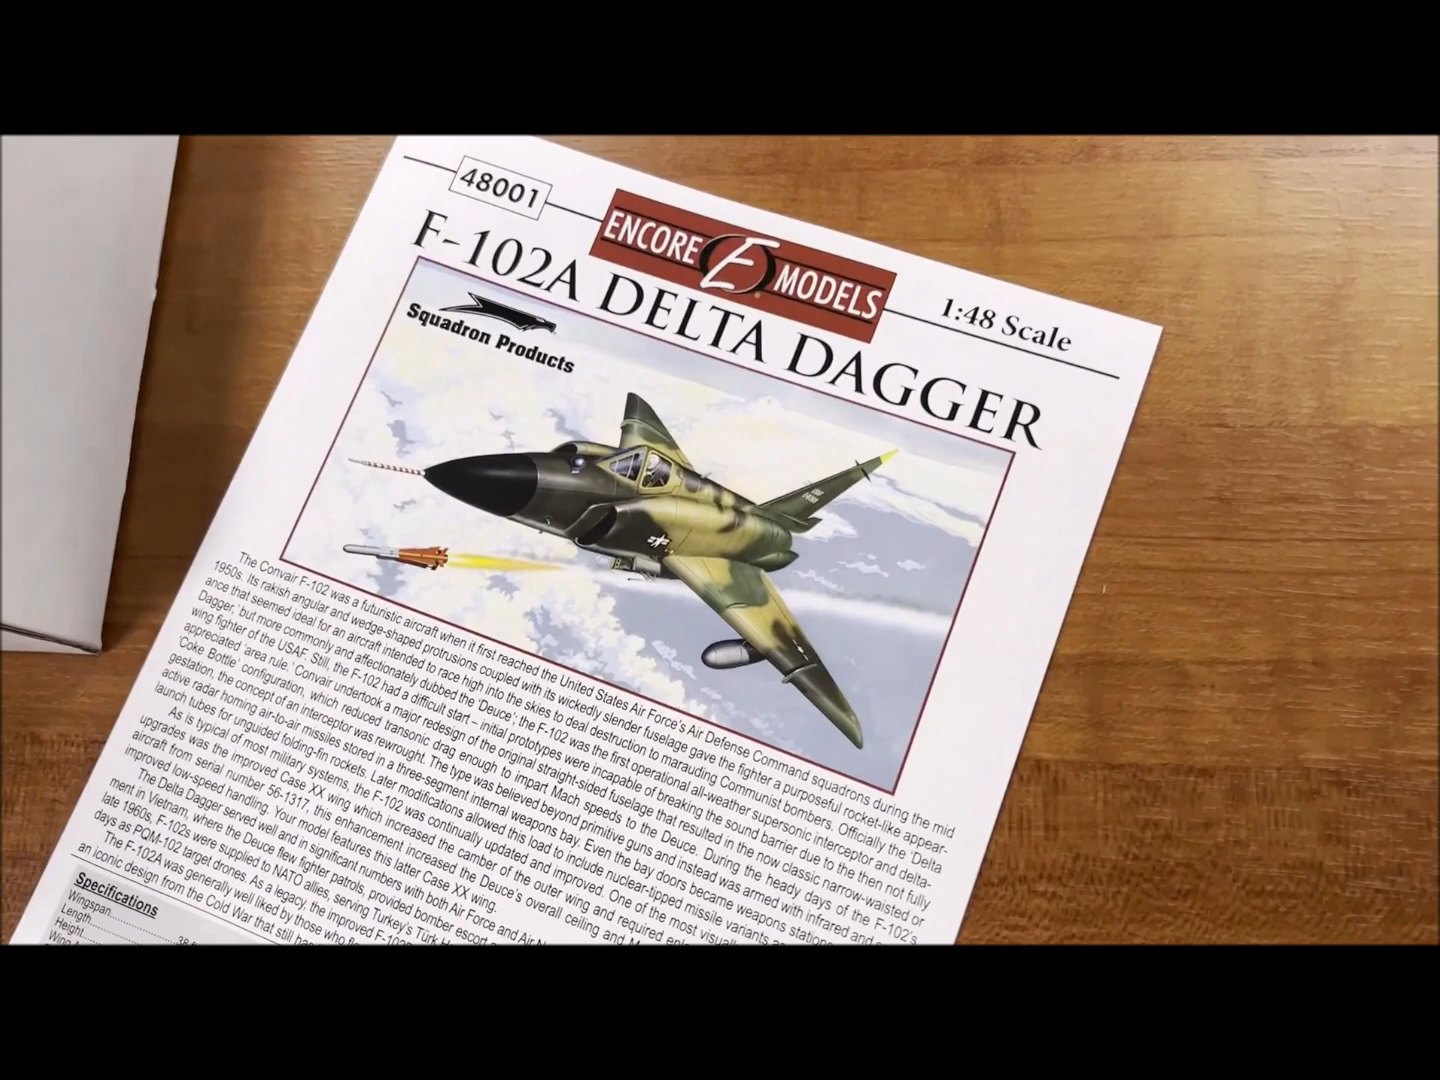 48001
ENCORE E MODELS
1:48 Scale
F-102A DELTA DAGGER
Squadron Products
The Convair F-102 was a futuristic aircraft when it first reached the United States Air Force's Air Defense Command squadrons during the mid
1950s. Its rakish angular and wedge-shaped protrusions coupled with its wickedly slender fuselage gave the fighter a purposeful rocket-like appear-
ance that seemed ideal for an aircraft intended to race high into the skies to deal destruction to marauding Communist bombers. Officially the 'Delta
Dagger,' but more commonly and affectionately dubbed the 'Deuce'; the F-102 was the first operational all-weather supersonic interceptor and delta-
wing fighter of the USAF. Still, the F-102 had a difficult start – initial prototypes were incapable of breaking the sound barrier due to the then not fully
appreciated 'area rule.' Convair undertook a major redesign of the original straight-sided fuselage that resulted in the now classic narrow-waisted or
'Coke Bottle' configuration, which reduced transonic drag enough to impart Mach speeds to the Deuce. During the heady days of the F-102's
gestation, the concept of an interceptor was rewrought. The type was believed beyond primitive guns and instead was armed with infrared and
active radar homing air-to-air missiles stored in a three-segment internal weapons bay. Even the bay doors became weapons stations
launch tubes for unguided folding-fin rockets. Later modifications allowed this load to include nuclear-tipped missile variants
As is typical of most military systems, the F-102 was continually updated and improved. One of the most
upgrades was the improved Case XX wing which increased the camber of the outer wing and required
aircraft from serial number 56-1317, this enhancement increased the Deuce's overall ceiling and
improved low-speed handling. Your model features this latter Case XX wing.
The Delta Dagger served well and in significant numbers with both Air Force and Air
ment in Vietnam, where the Deuce flew fighter patrols, provided bomber escort
late 1960s, F-102s were supplied to NATO allies, serving Turkey's Türk
days as PQM-102 target drones. As a legacy, the improved
The F-102A was generally well liked by those who
an iconic design from the Cold War that still
Specifications
Wingspan
Length
Height
Wing